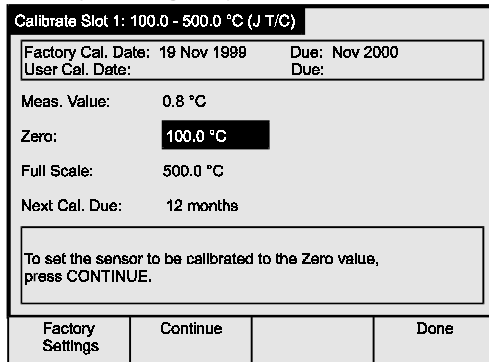 Calibrate Slot 1: 100.0 - 500.0 °C (J T/C)
Factory Cal. Date: 19 Nov 1999 Due: Nov 2000
User Cal. Date: Due:
Meas. Value: 0.8 °C
Zero: 100.0 °C
Full Scale: 500.0 °C
Next Cal. Due: 12 months
To set the sensor to be calibrated to the Zero value,
press CONTINUE.
Factory Continue Done
Settings